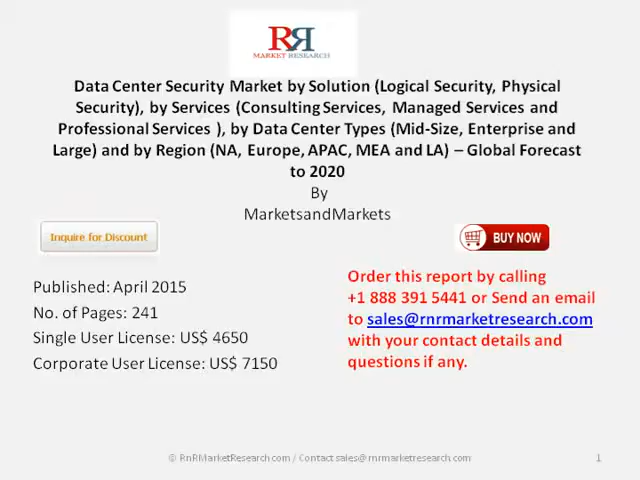 RR
MARKET RESEARCH
Data Center Security Market by Solution (Logical Security, Physical
Security), by Services (Consulting Services, Managed Services and
Professional Services ), by Data Center Types (Mid-Size, Enterprise and
Large) and by Region (NA, Europe, APAC, MEA and LA) – Global Forecast
to 2020
By
MarketsandMarkets
Inquire for Discount
BUY NOW
Published: April 2015
No. of Pages: 241
Single User License: US$ 4650
Corporate User License: US$ 7150
Order this report by calling
+1 888 391 5441 or Send an email
to sales@rnrmarketresearch.com
with your contact details and
questions if any.
© RnRMarketResearch.com / Contact sales@rnrmarketresearch.com
1